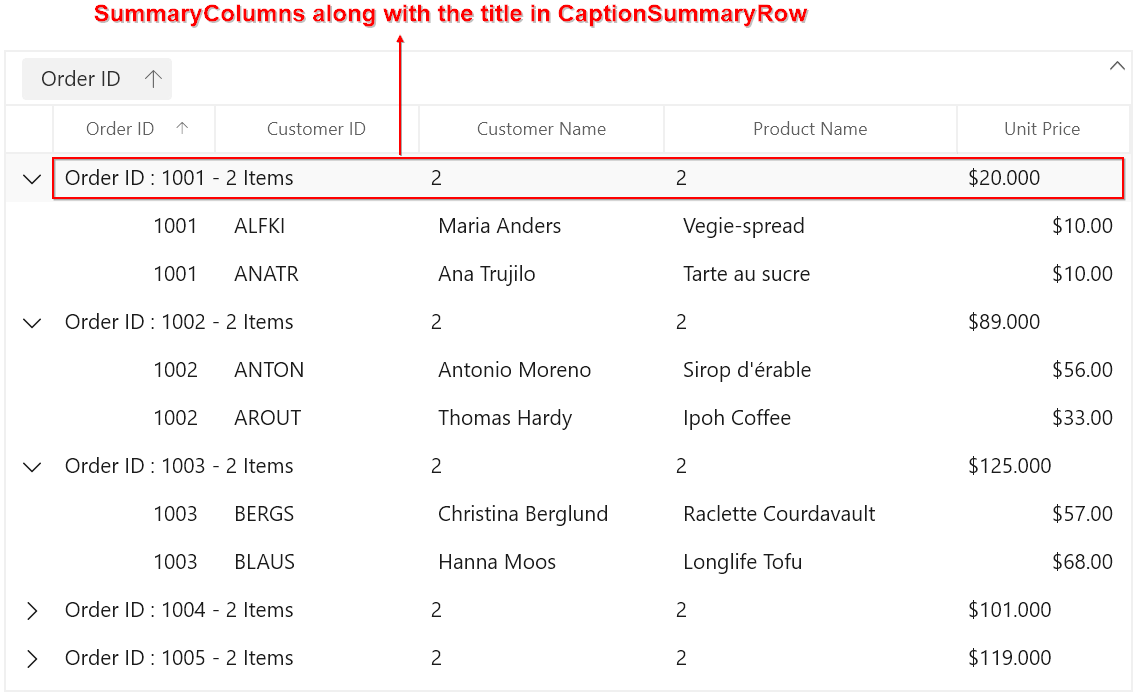 SummaryColumns along with the title in CaptionSummaryRow
Order ID
Order ID Customer ID Customer Name Product Name Unit Price
Order ID : 1001 - 2 Items 2 2 $20.000
1001 ALFKI Maria Anders Vegie-spread $10.00
1001 ANATR Ana Trujilo Tarte au sucre $10.00
Order ID : 1002 - 2 Items 2 2 $89.000
1002 ANTON Antonio Moreno Sirop d'érable $56.00
1002 AROUT Thomas Hardy Ipoh Coffee $33.00
Order ID : 1003 - 2 Items 2 2 $125.000
1003 BERGS Christina Berglund Raclette Courdavault $57.00
1003 BLAUS Hanna Moos Longlife Tofu $68.00
Order ID : 1004 - 2 Items 2 2 $101.000
Order ID : 1005 - 2 Items 2 2 $119.000